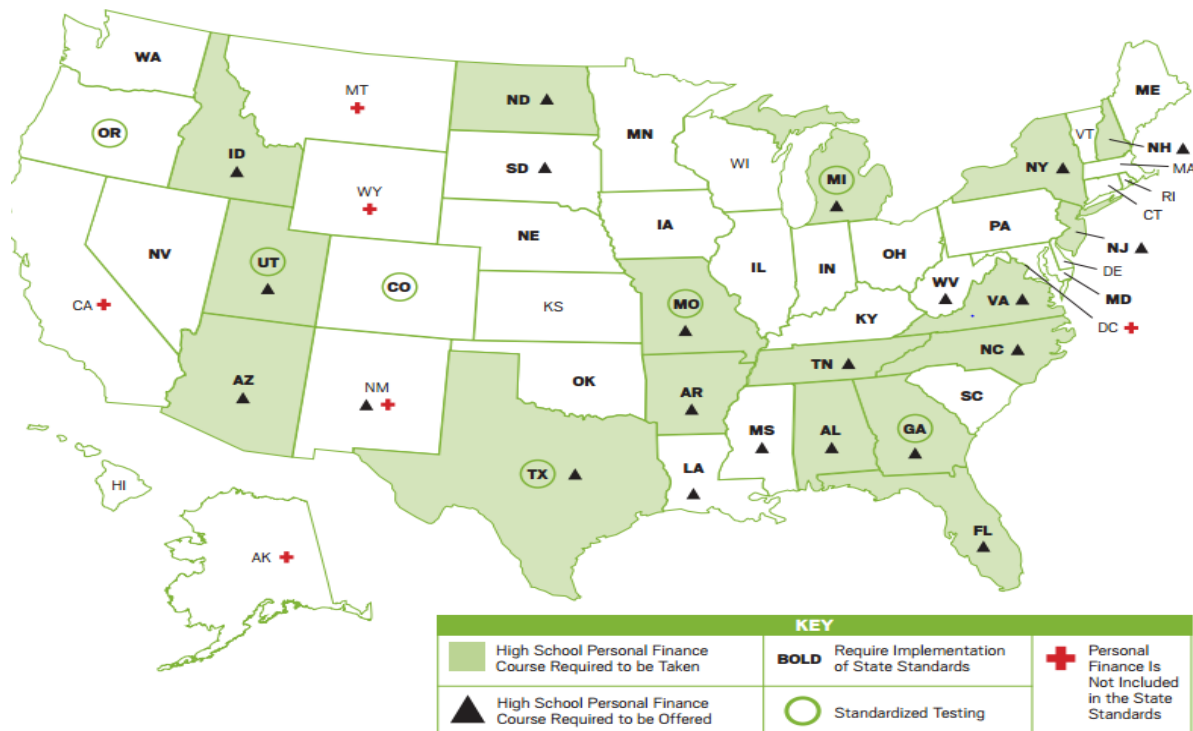 WA
MT
ND
MN
ME
OR
ID
SD
WI
MI
VT
NH
MA
NY
WY
RI
CT
NE
IA
PA
NV
UT
CO
IL
IN
OH
NJ
DE
WV
MD
CA
KS
MO
VA
KY
DC
NC
TN
AZ
NM
OK
AR
SC
MS
AL
GA
TX
LA
HI
FL
AK
KEY
High School Personal Finance
Course Required to be Taken
BOLD
Require Implementation
of State Standards
Personal
Finance Is
Not Included
in the State
Standards
High School Personal Finance
Course Required to be Offered
Standardized Testing